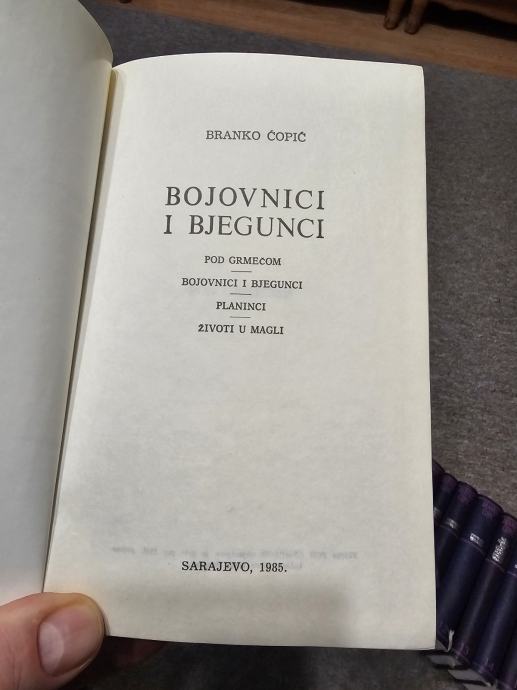 BRANKO ĆOPIĆ
BOJOVNICI
I BJEGUNCI
POD GRMEČOM
BOJOVNICI I BJEGUNCI
PLANINCI
ŽIVOTI U MAGLI
SARAJEVO, 1985.